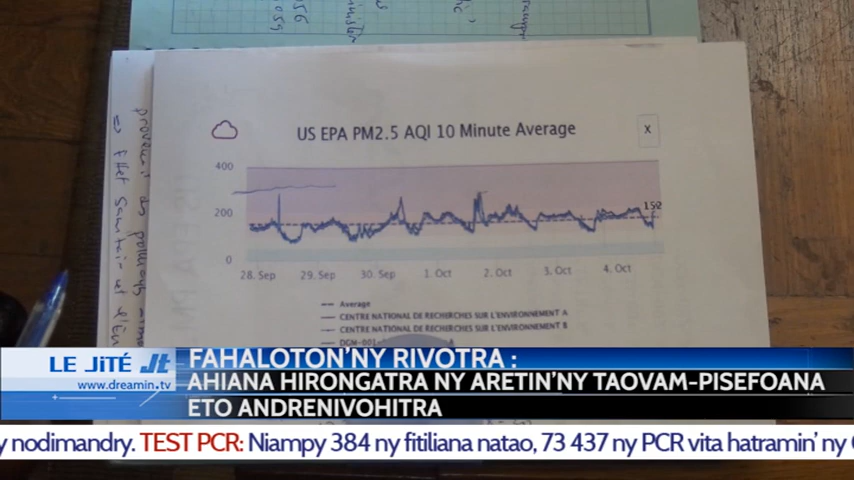 US EPA PM2.5 AQI 10 Minute Average
X
400
200
0
152
28. Sep 29. Sep 30. Sep 1. Oct 2. Oct 3. Oct 4. Oct
Average
CENTRE NATIONAL DE RECHERCHES SUR L'ENVIRONNEMENT A
CENTRE NATIONAL DE RECHERCHES SUR L'ENVIRONNEMENT B
LE JiTÉ Jt
www.dreamin.tv
FAHALOTON'NY RIVOTRA :
AHIANA HIRONGATRA NY ARETIN'NY TAOVAM-PISEFOANA
ETO ANDRENIVOHITRA
y nodimandry. TEST PCR: Niampy 384 ny fitiliana natao, 73 437 ny PCR vita hatramin' ny